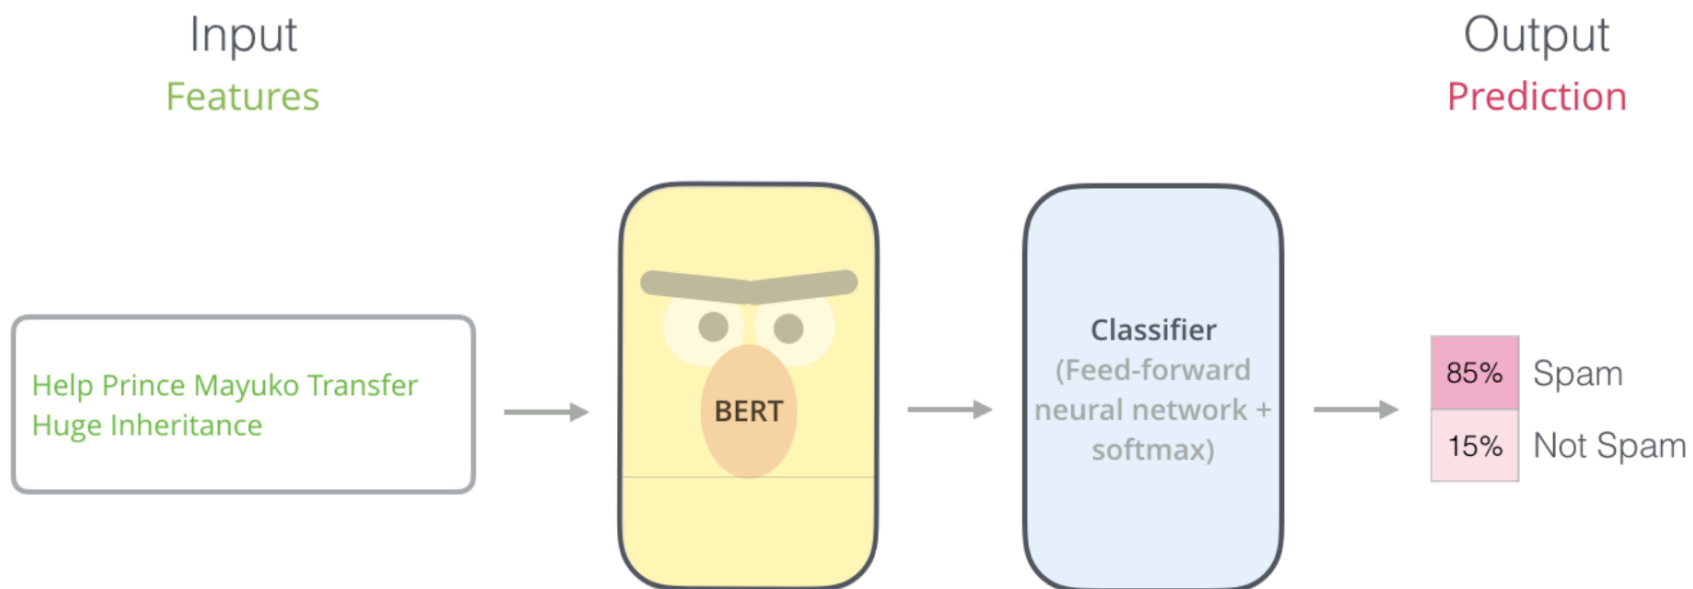 Input
Features
Output
Prediction
Help Prince Mayuko Transfer
Huge Inheritance
BERT
Classifier
(Feed-forward
neural network +
softmax)
85% Spam
15% Not Spam